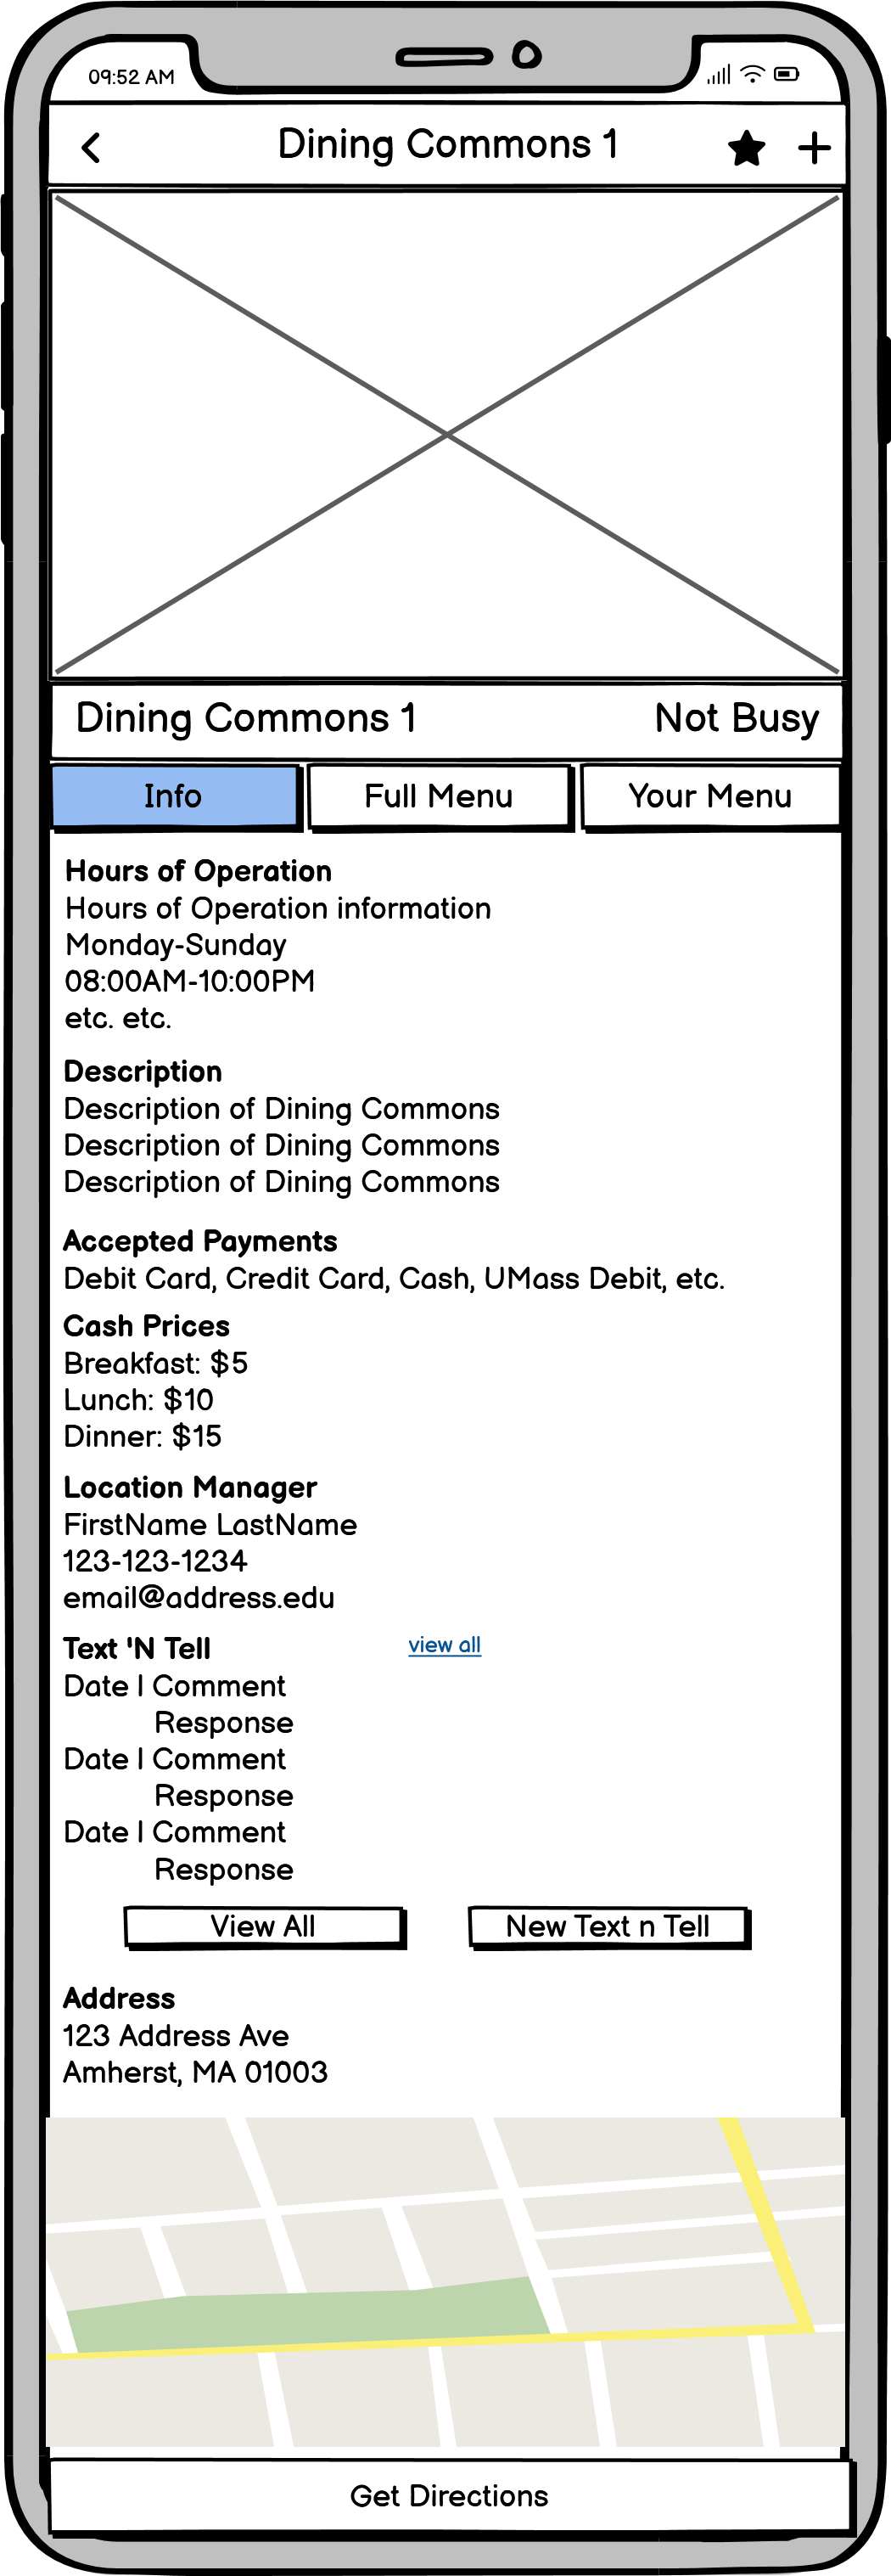 09:52 AM
Dining Commons 1
Dining Commons 1 Not Busy
Info Full Menu Your Menu
Hours of Operation
Hours of Operation information
Monday-Sunday
08:00AM-10:00PM
etc. etc.
Description
Description of Dining Commons
Description of Dining Commons
Description of Dining Commons
Accepted Payments
Debit Card, Credit Card, Cash, UMass Debit, etc.
Cash Prices
Breakfast: $5
Lunch: $10
Dinner: $15
Location Manager
FirstName LastName
123-123-1234
email@address.edu
Text 'N Tell view all
Date | Comment
Response
Date | Comment
Response
Date | Comment
Response
View All New Text n Tell
Address
123 Address Ave
Amherst, MA 01003
Get Directions